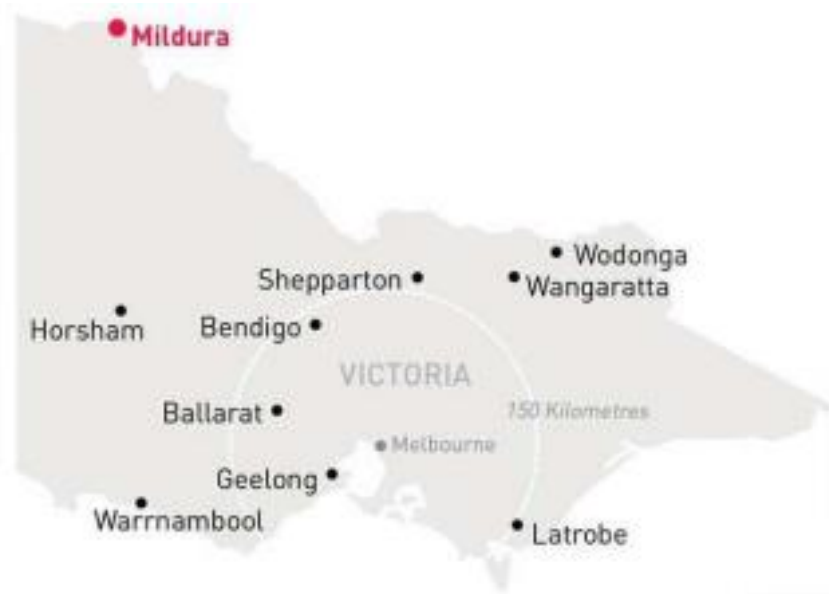 Mildura
Wodonga
Shepparton
Wangaratta
Horsham
Bendigo
VICTORIA
Ballarat
150 Kilometres
Melbourne
Geelong
Warrnambool
Latrobe